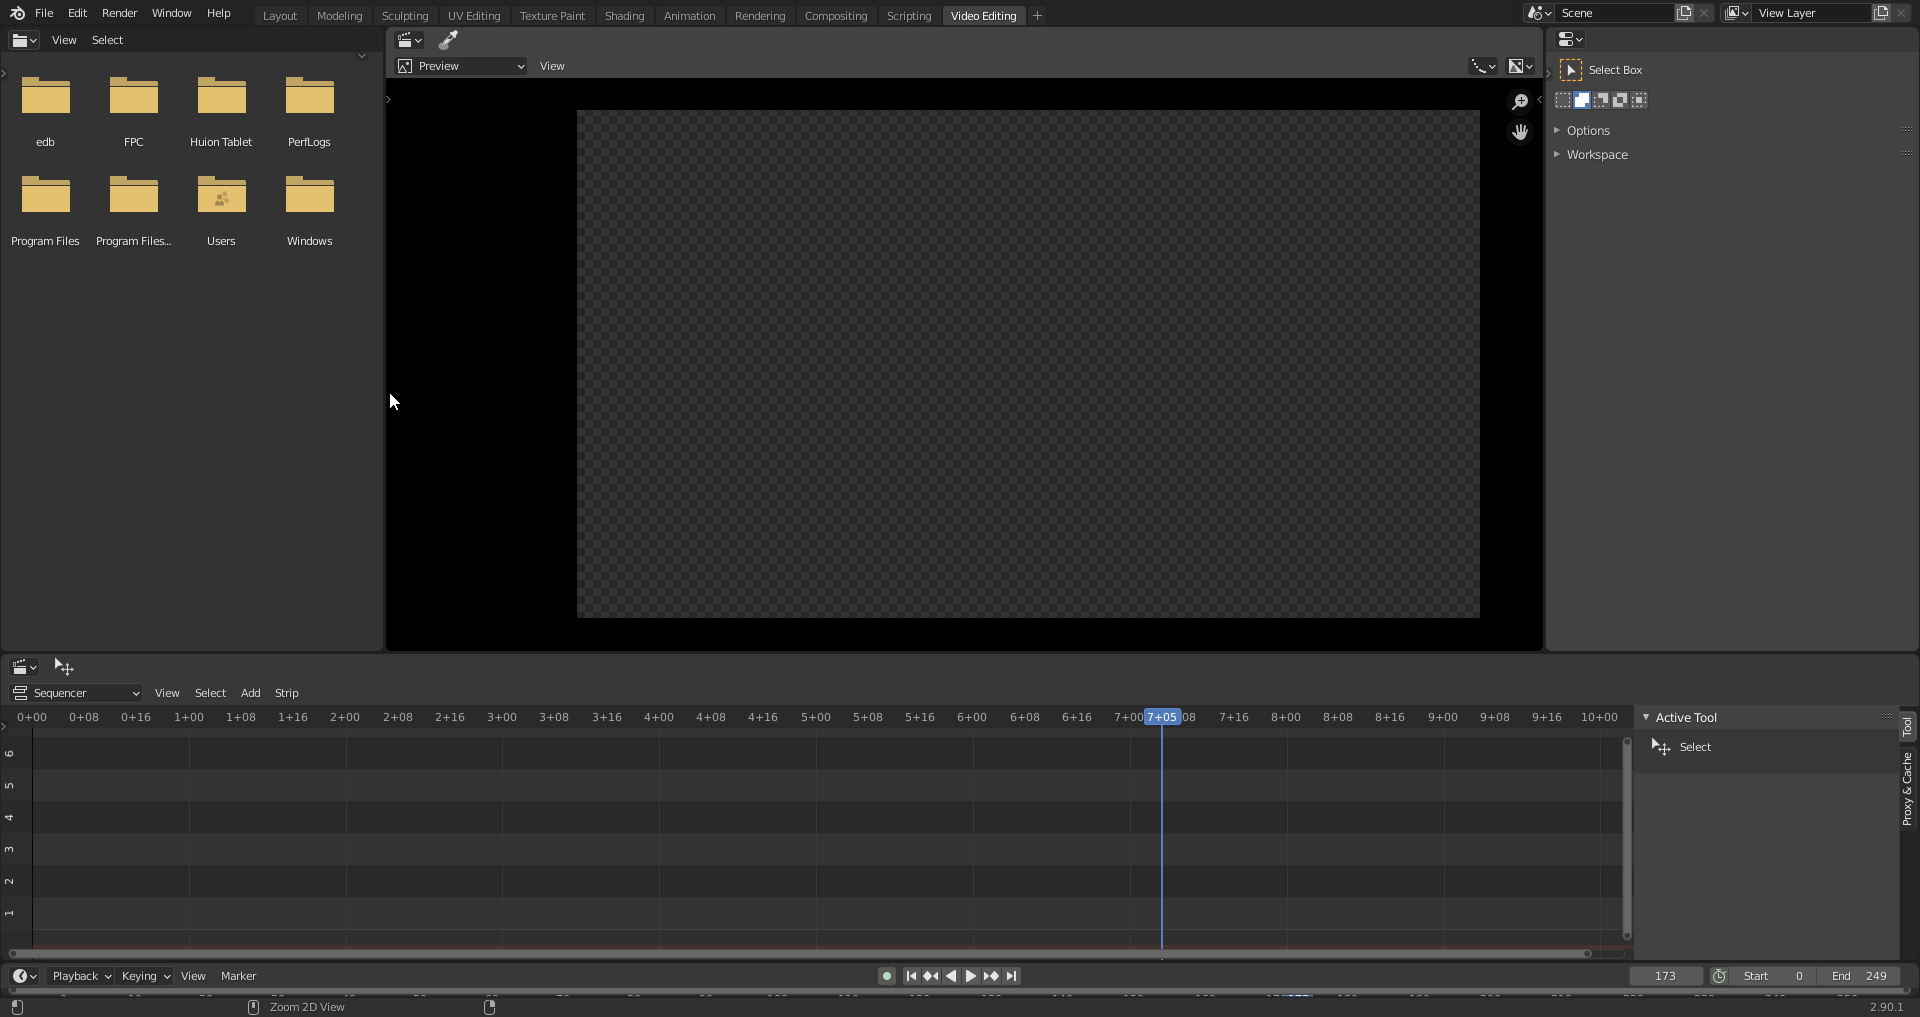 File Edit Render Window Help Layout Modeling Sculpting UV Editing Texture Paint Shading Animation Rendering Compositing Scripting Video Editing + Scene View Layer
View Select
Preview View
Select Box
Options
Workspace
edb FPC Huion Tablet PerfLogs
Program Files Program Files... Users Windows
Sequencer View Select Add Strip
0+00 0+08 0+16 1+00 1+08 1+16 2+00 2+08 2+16 3+00 3+08 3+16 4+00 4+08 4+16 5+00 5+08 5+16 6+00 6+08 6+16 7+00 7+05 08 7+16 8+00 8+08 8+16 9+00 9+08 9+16 10+00
Active Tool
Select
Tool
Proxy & Cache
6
5
4
3
2
1
Playback Keying View Marker 173 Start 0 End 249
Zoom 2D View 2.90.1